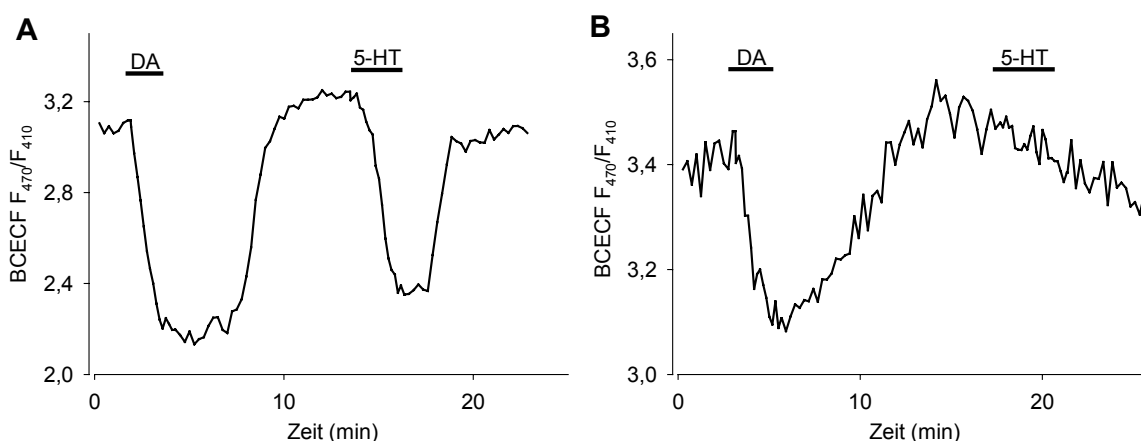 A
DA
5-HT
3,2
2,8
2,4
2,0
BCECF F470/F410
0
10
20
Zeit (min)
B
DA
5-HT
3,6
3,4
3,2
3,0
BCECF F470/F410
0
10
20
Zeit (min)